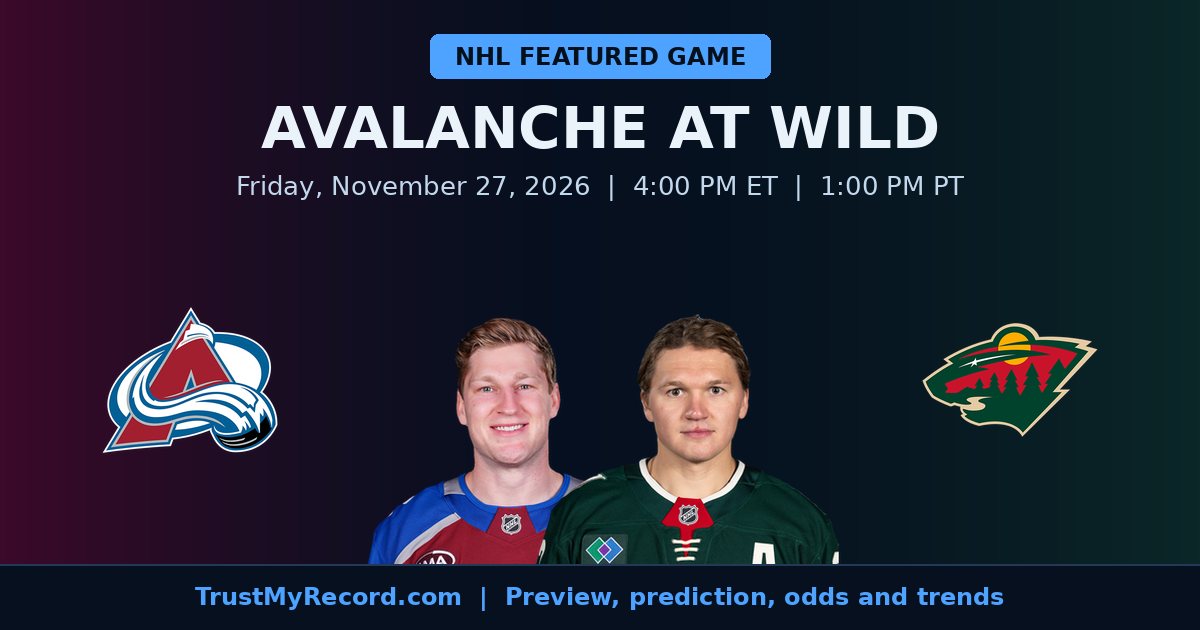 NHL FEATURED GAME
AVALANCHE AT WILD
Friday, November 27, 2026 | 4:00 PM ET | 1:00 PM PT
A
TrustMyRecord.com | Preview, prediction, odds and trends